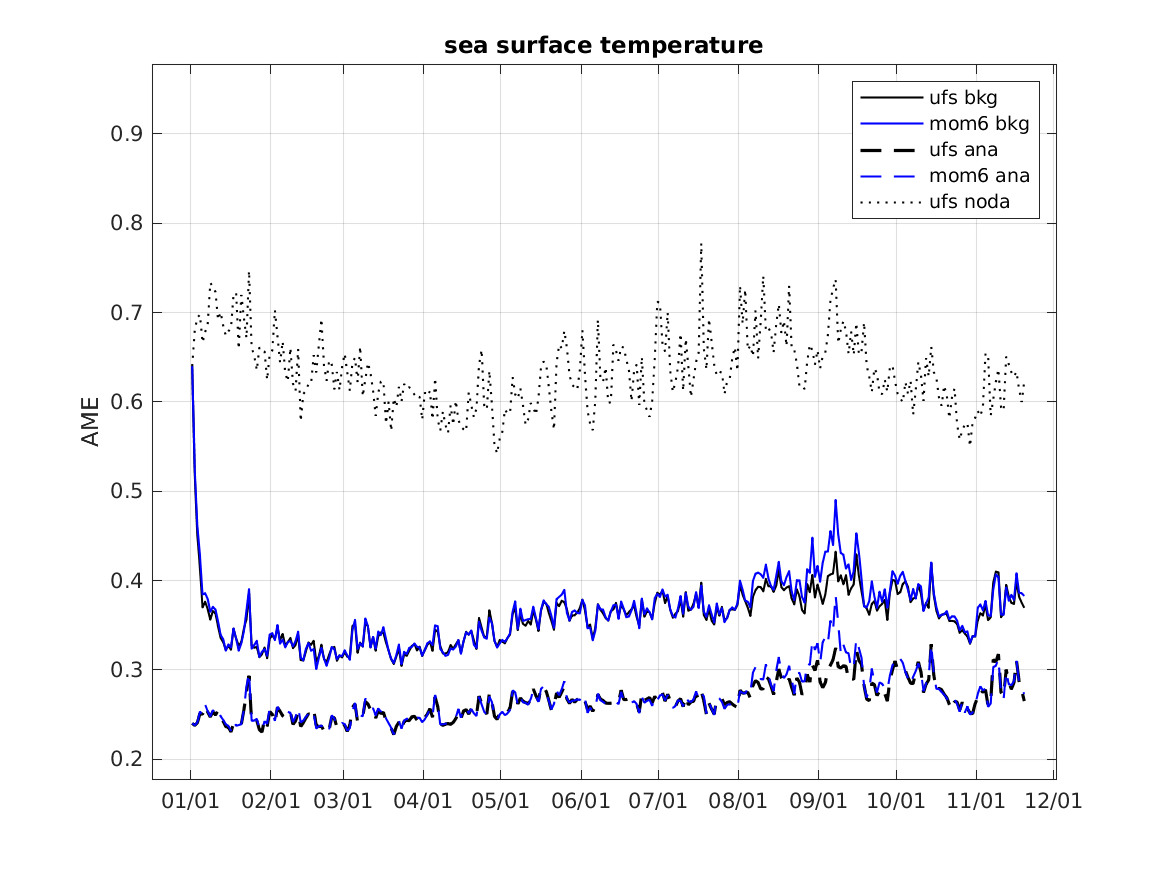 sea surface temperature
ufs bkg
mom6 bkg
ufs ana
mom6 ana
ufs noda
0.9
0.8
0.7
0.6
0.5
0.4
0.3
0.2
AME
01/01 02/01 03/01 04/01 05/01 06/01 07/01 08/01 09/01 10/01 11/01 12/01